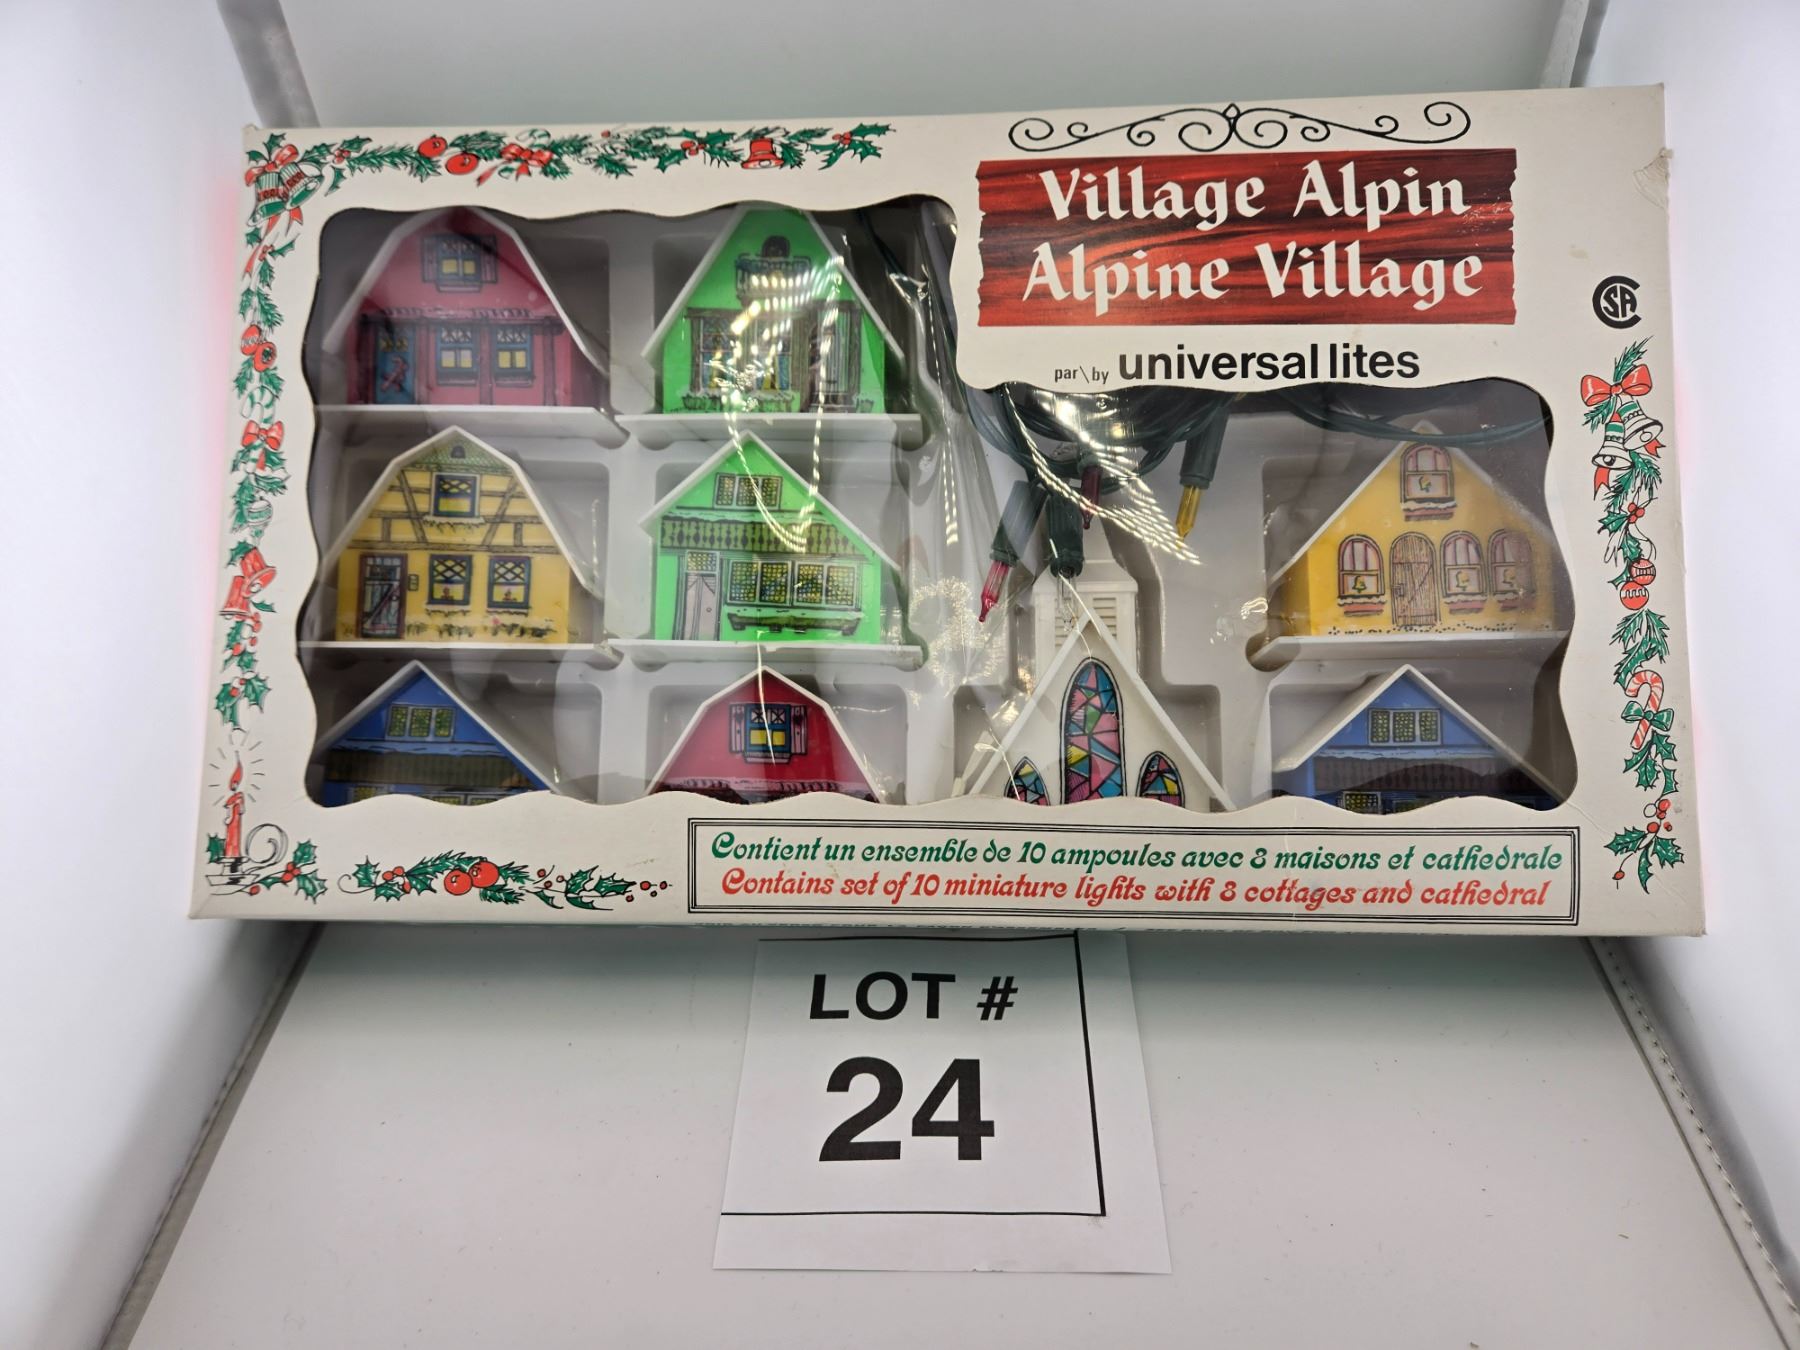 Village Alpin
Alpine Village
par\by universal lites
CSA
Contient un ensemble de 10 ampoules avec 8 maisons et cathedrale
Contains set of 10 miniature lights with 8 cottages and cathedral
LOT #
24